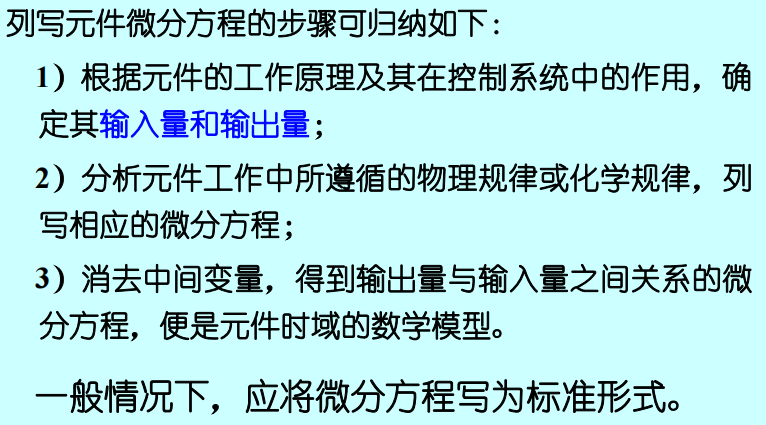 列写元件微分方程的步骤可归纳如下：
1）根据元件的工作原理及其在控制系统中的作用，确
定其输入量和输出量；
2）分析元件工作中所遵循的物理规律或化学规律，列
写相应的微分方程；
3）消去中间变量，得到输出量与输入量之间关系的微
分方程，便是元件时域的数学模型。
一般情况下，应将微分方程写为标准形式。